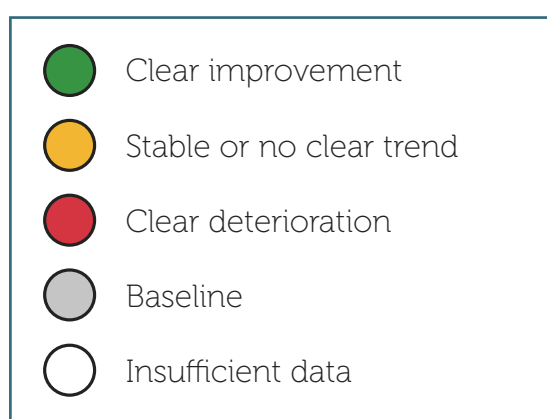 Clear improvement
Stable or no clear trend
Clear deterioration
Baseline
Insufficient data